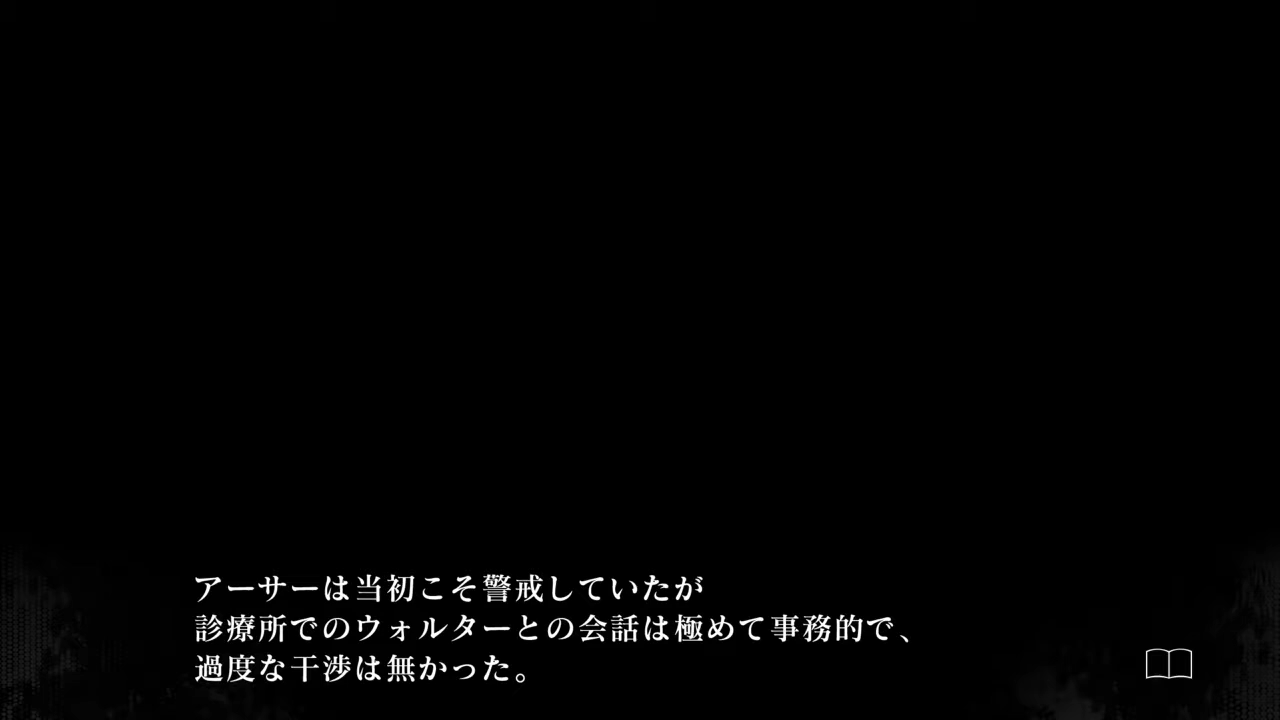 アーサーは当初こそ警戒していたが
診療所でのウォルターとの会話は極めて事務的で、
過度な干渉は無かった。